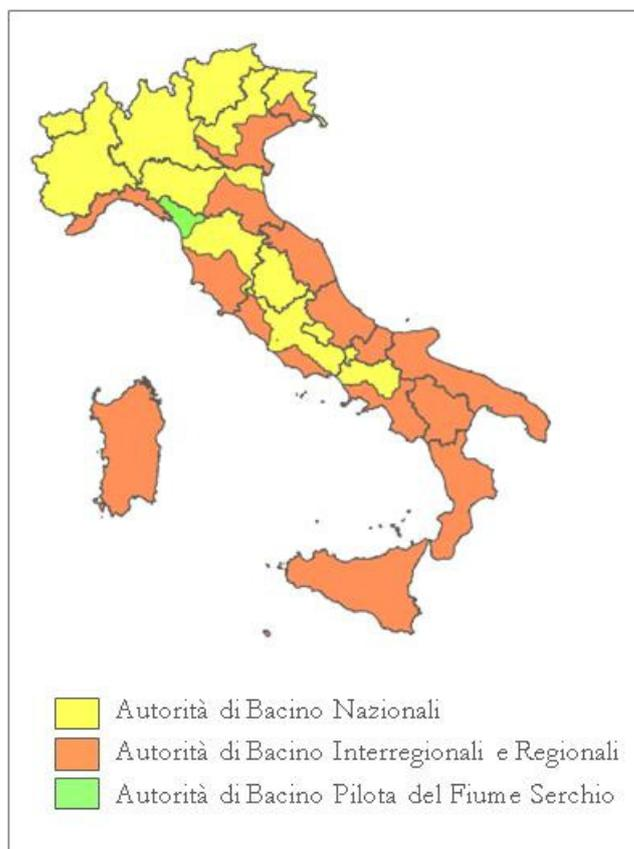 Autorità di Bacino Nazionali
Autorità di Bacino Interregionali e Regionali
Autorità di Bacino Pilota del Fiume Serchio